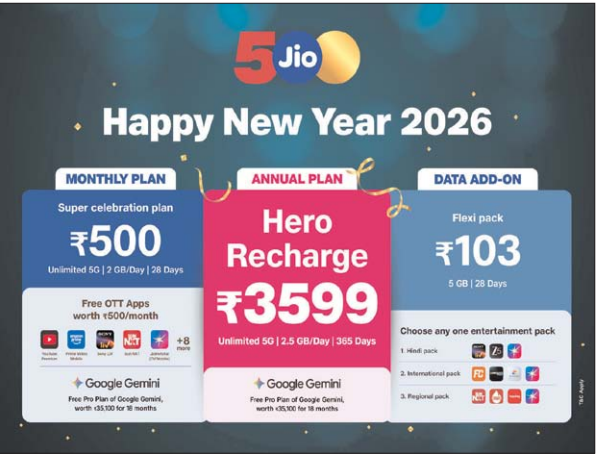 50
Jio
Happy New Year 2026
MONTHLY PLAN
Super celebration plan
₹500
Unlimited 5G | 2 GB/Day | 28 Days
Free OTT Apps
worth ₹500/month
+8
more
Google Gemini
Free Pro Plan of Google Gemini,
worth ₹35,100 for 18 months
ANNUAL PLAN
Hero
Recharge
₹3599
Unlimited 5G | 2.5 GB/Day | 365 Days
Google Gemini
Free Pro Plan of Google Gemini,
worth ₹35,100 for 18 months
DATA ADD-ON
Flexi pack
₹103
5 GB | 28 Days
Choose any one entertainment pack
1. Hindi pack
2. International pack
3. Regional pack
T&C Apply